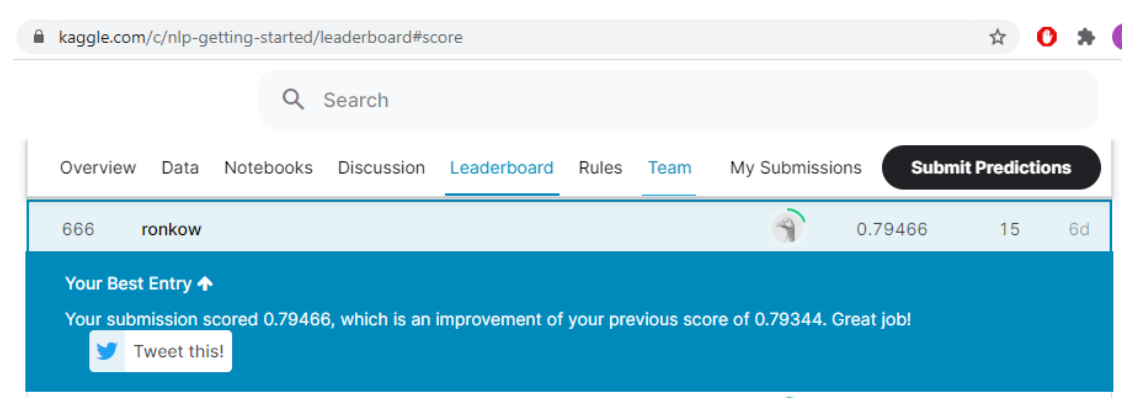 kaggle.com/c/nlp-getting-started/leaderboard#score
Search
Overview Data Notebooks Discussion Leaderboard Rules Team My Submissions Submit Predictions
666 ronkow 0.79466 15 6d
Your Best Entry
Your submission scored 0.79466, which is an improvement of your previous score of 0.79344. Great job!
Tweet this!